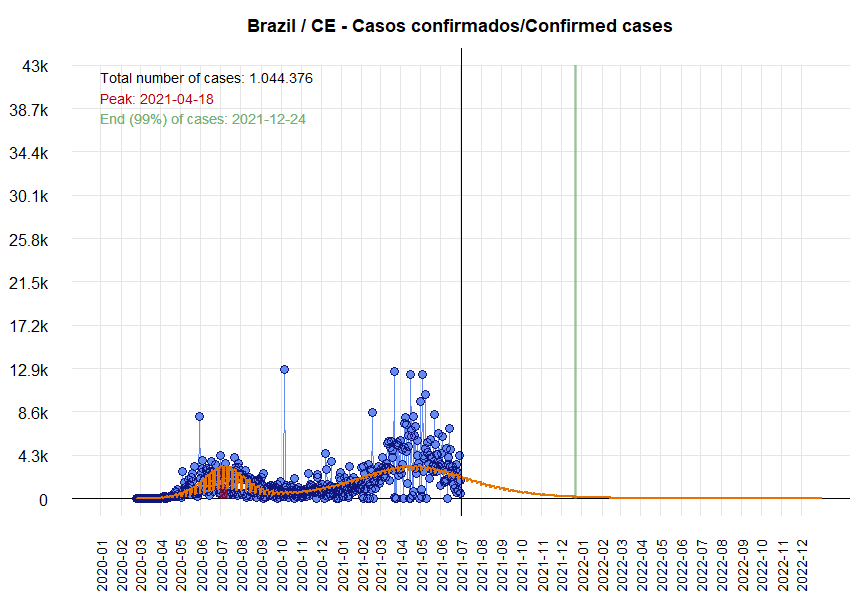 Brazil / CE - Casos confirmados/Confirmed cases
Total number of cases: 1.044.376
Peak: 2021-04-18
End (99%) of cases: 2021-12-24
43k
38.7k
34.4k
30.1k
25.8k
21.5k
17.2k
12.9k
8.6k
4.3k
0
2020-01
2020-02
2020-03
2020-04
2020-05
2020-06
2020-07
2020-08
2020-09
2020-10
2020-11
2020-12
2021-01
2021-02
2021-03
2021-04
2021-05
2021-06
2021-07
2021-08
2021-09
2021-10
2021-11
2021-12
2022-01
2022-02
2022-03
2022-04
2022-05
2022-06
2022-07
2022-08
2022-09
2022-10
2022-11
2022-12